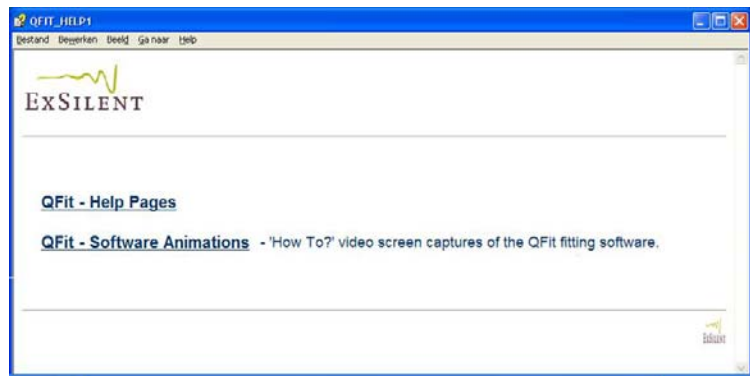 QFIT_HELP1
Bestand Bewerken Beeld Ga naar Help
EXSILENT
QFit - Help Pages
QFit - Software Animations - 'How To?' video screen captures of the QFit fitting software.
ExSilent